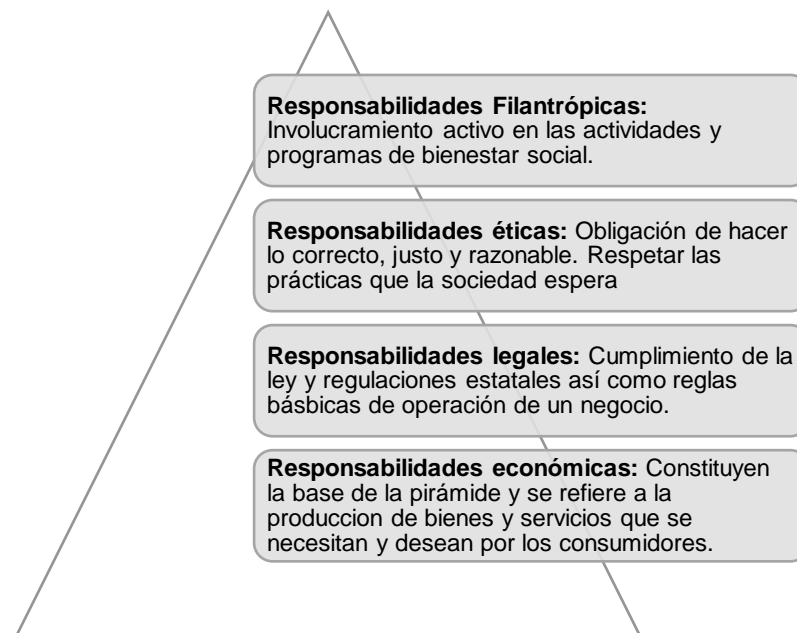 Responsabilidades Filantrópicas:
Involucramiento activo en las actividades y
programas de bienestar social.
Responsabilidades éticas: Obligación de hacer
lo correcto, justo y razonable. Respetar las
prácticas que la sociedad espera
Responsabilidades legales: Cumplimiento de la
ley y regulaciones estatales así como reglas
básbicas de operación de un negocio.
Responsabilidades económicas: Constituyen
la base de la pirámide y se refiere a la
produccion de bienes y servicios que se
necesitan y desean por los consumidores.